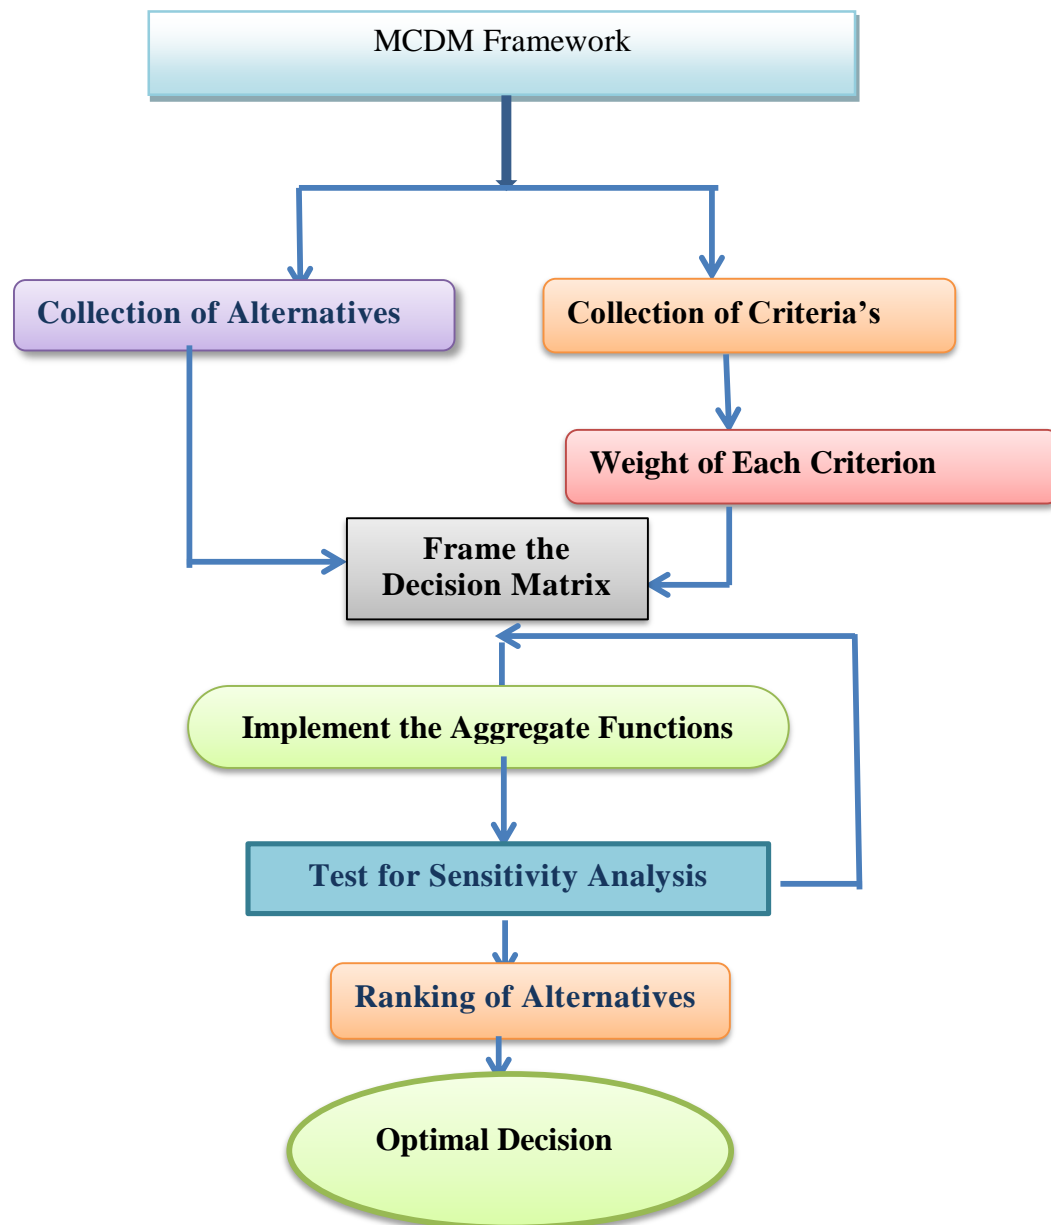 MCDM Framework
Collection of Alternatives
Collection of Criteria’s
Weight of Each Criterion
Frame the
Decision Matrix
Implement the Aggregate Functions
Test for Sensitivity Analysis
Ranking of Alternatives
Optimal Decision